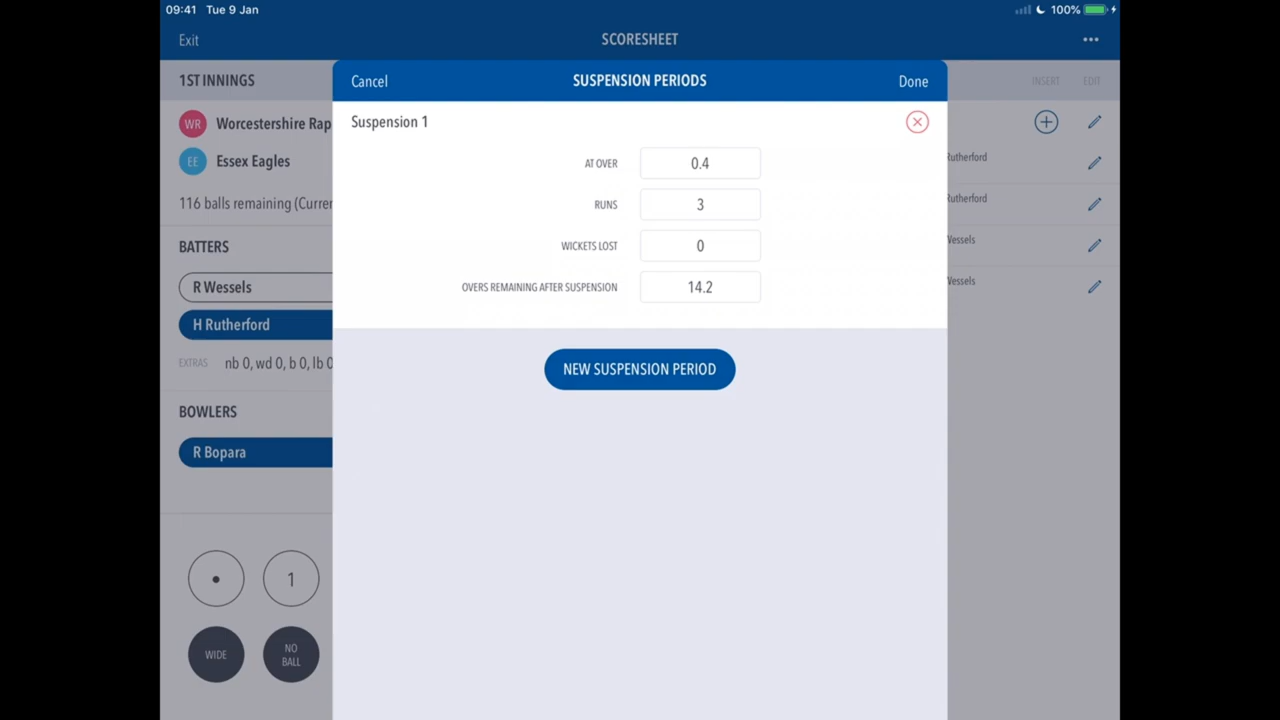 09:41 Tue 9 Jan 100%
Exit SCORESHEET
1ST INNINGS Cancel SUSPENSION PERIODS Done INSERT EDIT
WR Worcestershire Rap Suspension 1
AT OVER 0.4 Rutherford
EE Essex Eagles
RUNS 3 Rutherford
116 balls remaining (Curren
BATTERS WICKETS LOST 0 Wessels
R Wessels OVERS REMAINING AFTER SUSPENSION 14.2 Wessels
H Rutherford
EXTRAS nb 0, wd 0, b 0, lb 0
NEW SUSPENSION PERIOD
BOWLERS
R Bopara
1
WIDE NO BALL